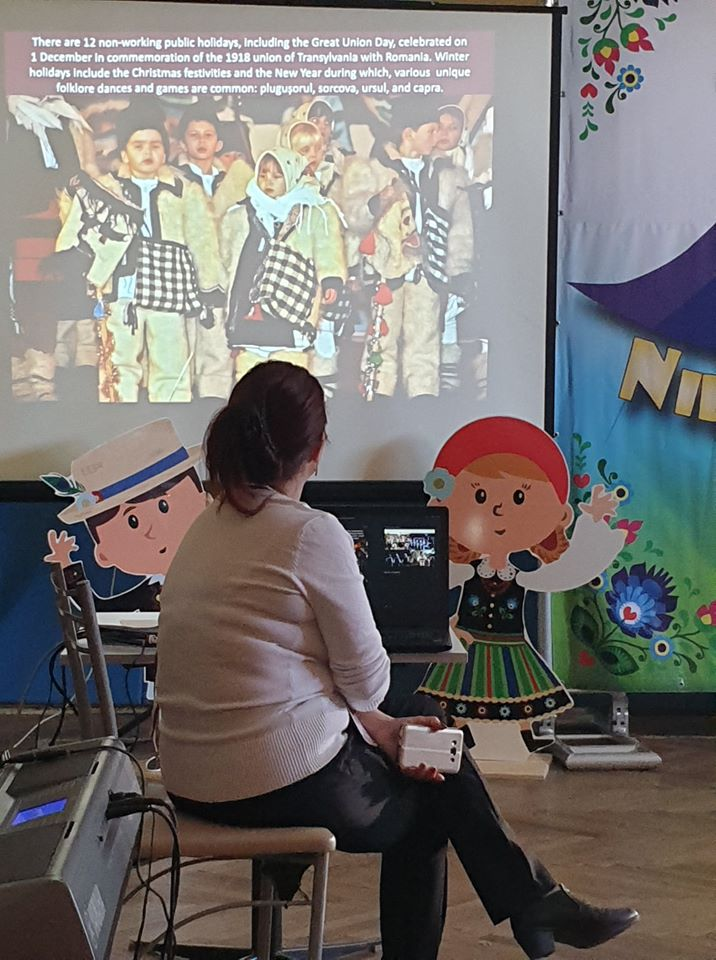 There are 12 non-working public holidays, including the Great Union Day, celebrated on
1 December in commemoration of the 1918 union of Transylvania with Romania. Winter
holidays include the Christmas festivities and the New Year during which, various unique
folklore dances and games are common: plugușorul, sorcova, ursul, and capra.